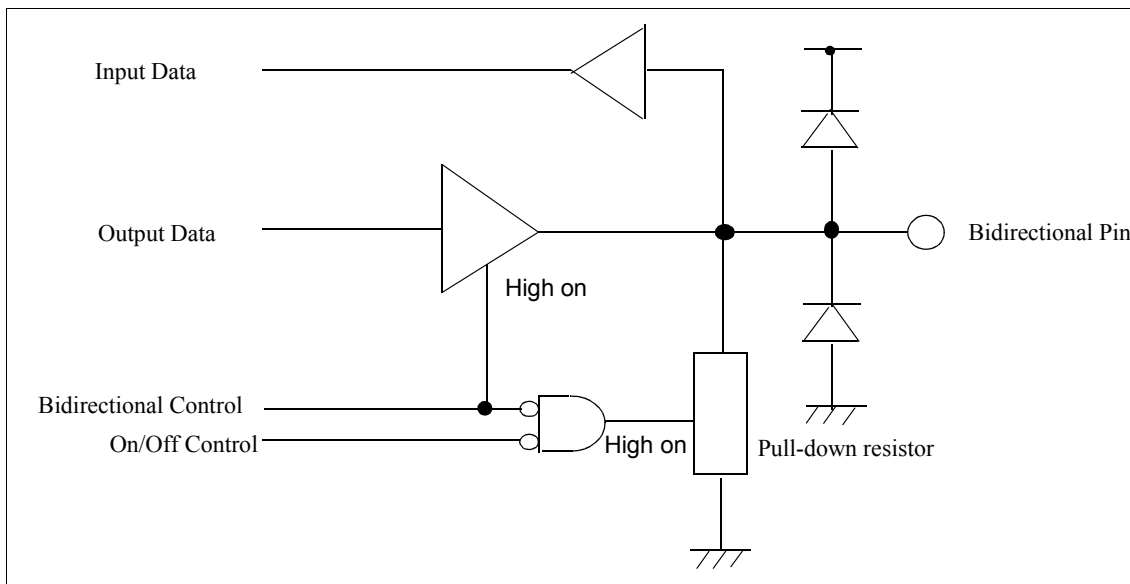 Input Data
Output Data
Bidirectional Pin
High on
Bidirectional Control
On/Off Control
High on
Pull-down resistor